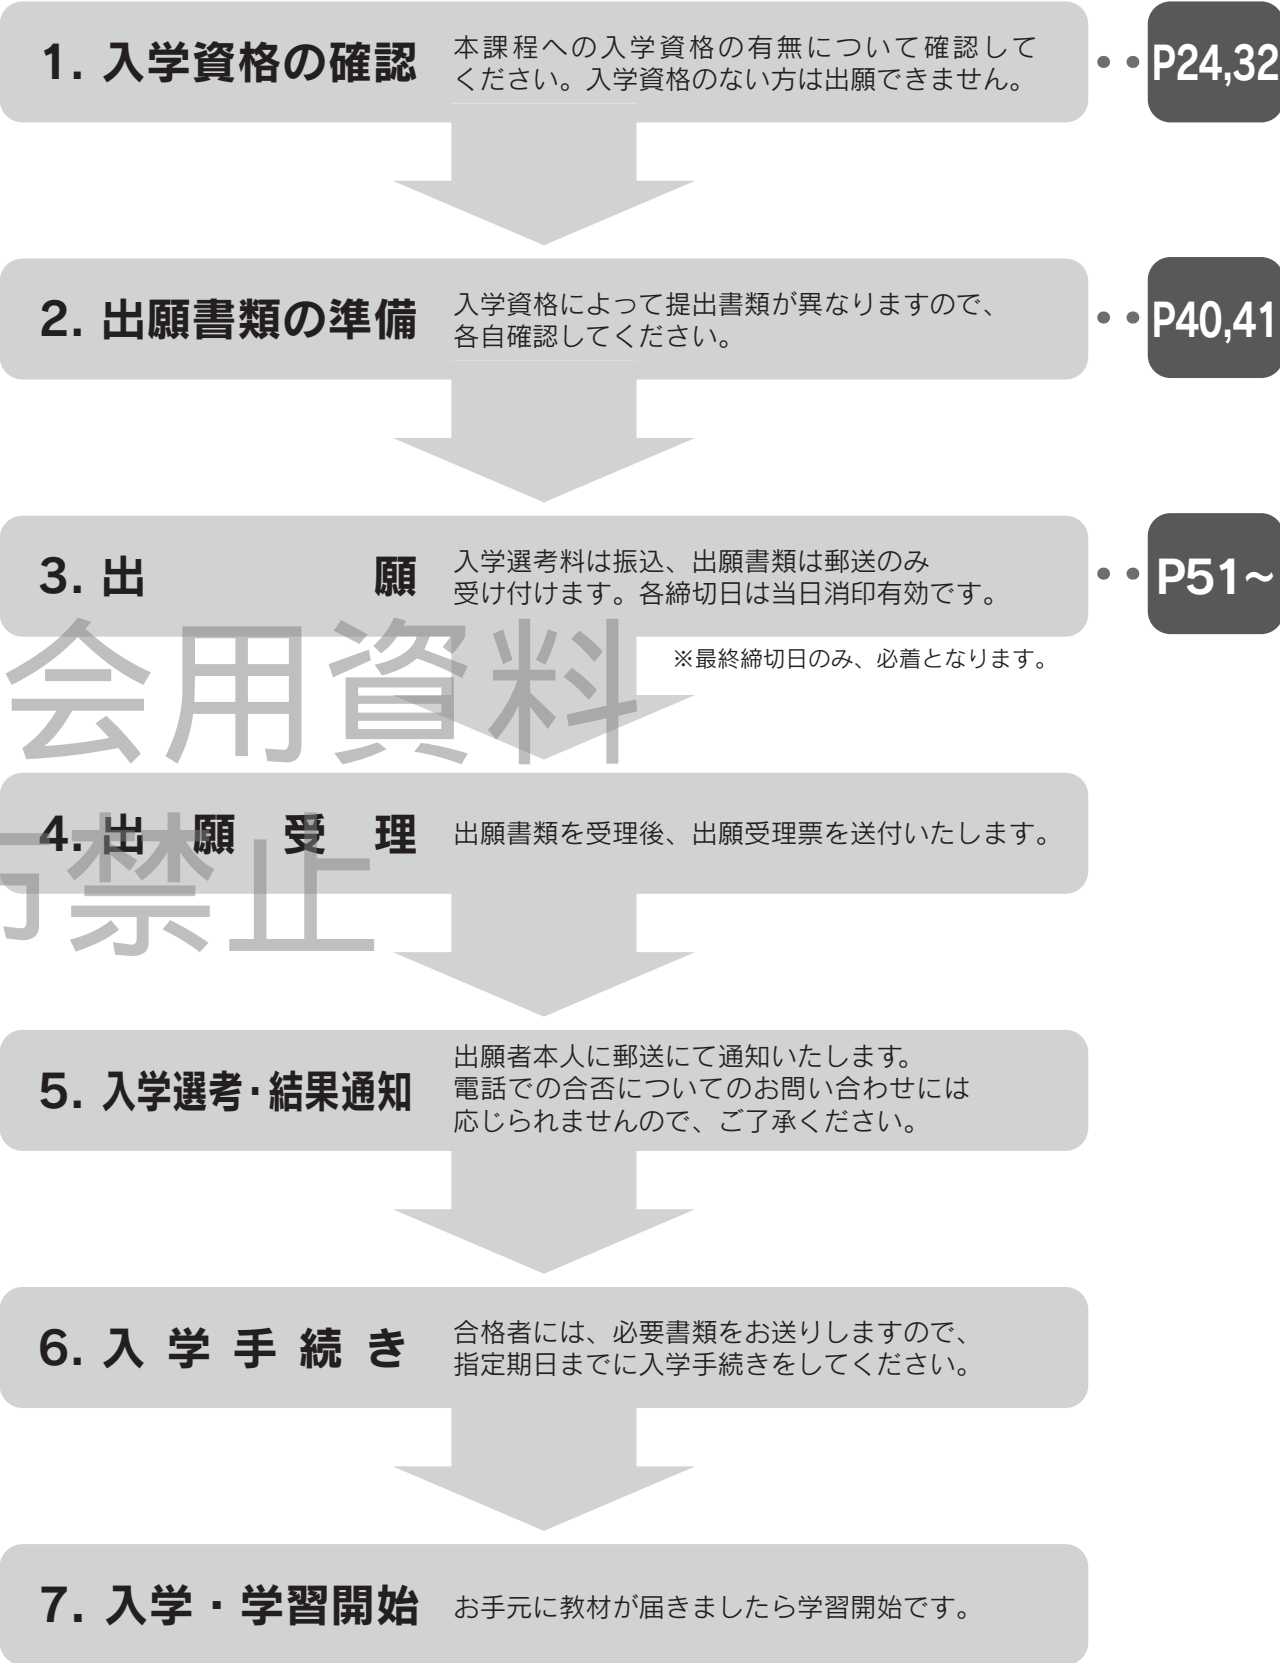 1. 入学資格の確認
本課程への入学資格の有無について確認して
ください。入学資格のない方は出願できません。
P24,32
2. 出願書類の準備
入学資格によって提出書類が異なりますので、
各自確認してください。
P40,41
3. 出願
入学選考料は振込、出願書類は郵送のみ
受け付けます。各締切日は当日消印有効です。
P51~
※最終締切日のみ、必着となります。
会用資料
4. 出願受理
出願書類を受理後、出願受理票を送付いたします。
禁止
5. 入学選考・結果通知
出願者本人に郵送にて通知いたします。
電話での合否についてのお問い合わせには
応じられませんので、ご了承ください。
6. 入学手続き
合格者には、必要書類をお送りしますので、
指定期日までに入学手続きをしてください。
7. 入学・学習開始
お手元に教材が届きましたら学習開始です。